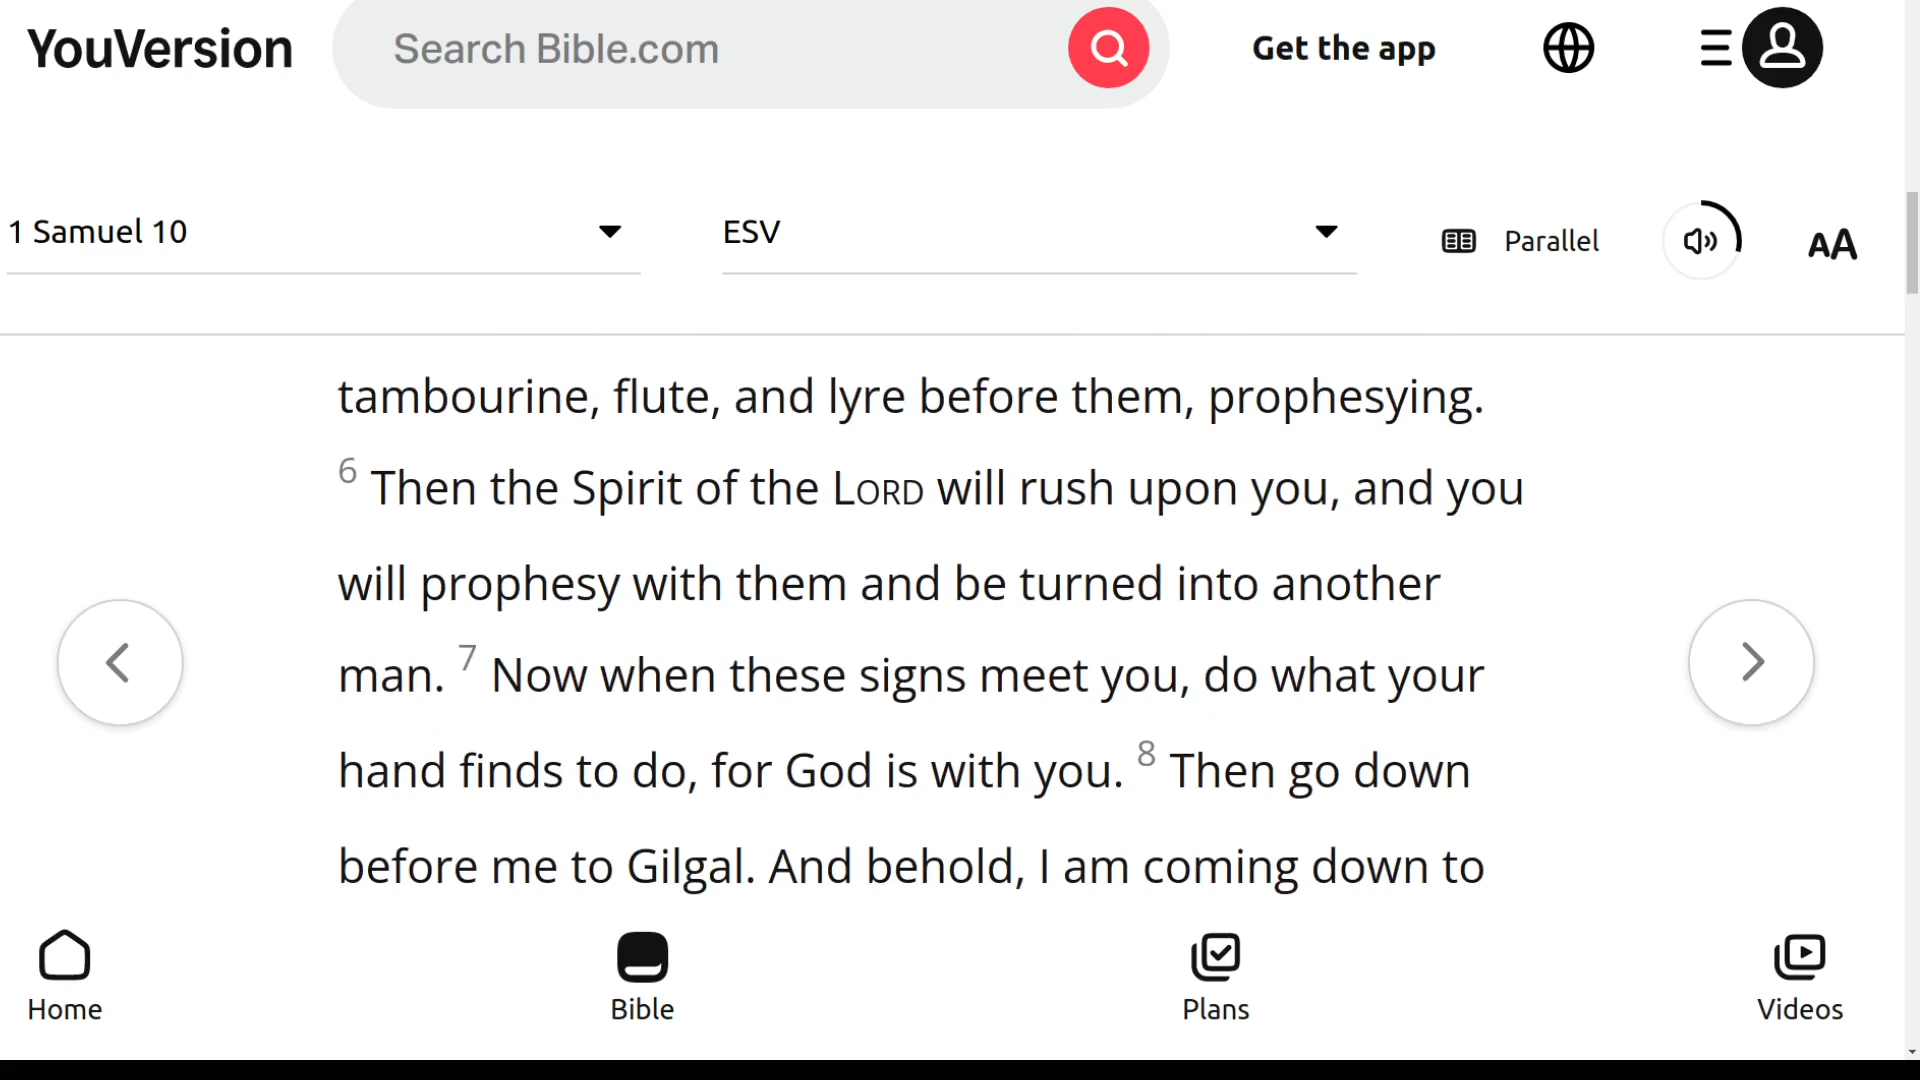 YouVersion
Search Bible.com
Get the app
1 Samuel 10
ESV
Parallel
AA
tambourine, flute, and lyre before them, prophesying.
6 Then the Spirit of the LORD will rush upon you, and you
will prophesy with them and be turned into another
man. 7 Now when these signs meet you, do what your
hand finds to do, for God is with you. 8 Then go down
before me to Gilgal. And behold, I am coming down to
Home
Bible
Plans
Videos